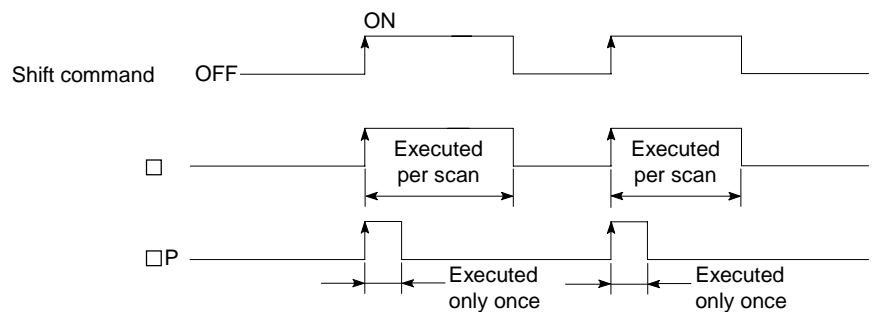 ON
Shift command OFF
Executed per scan
Executed per scan
□
□P
Executed only once
Executed only once